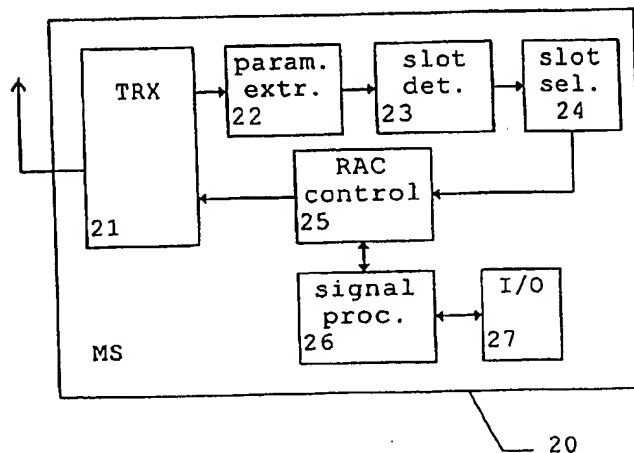 TRX
21
param.
extr.
22
slot
det.
23
slot
sel.
24
RAC
control
25
signal
proc.
26
I/O
27
MS
20